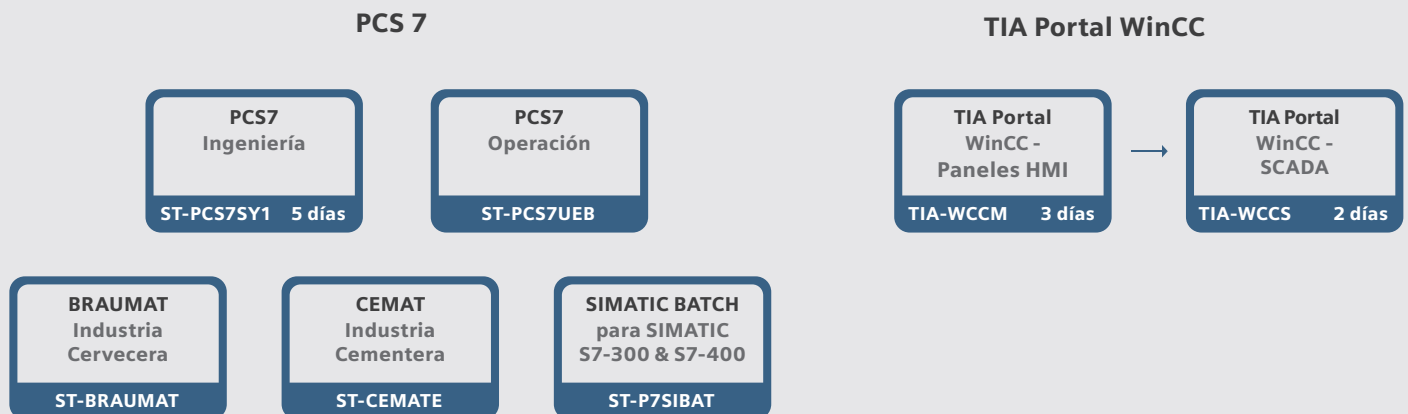 PCS 7
PCS7
Ingeniería
ST-PCS7SY1 5 días
PCS7
Operación
ST-PCS7UEB
BRAUMAT
Industria
Cervecera
ST-BRAUMAT
CEMAT
Industria
Cementera
ST-CEMATE
SIMATIC BATCH
para SIMATIC
S7-300 & S7-400
ST-P7SIBAT
TIA Portal WinCC
TIA Portal
WinCC -
Paneles HMI
TIA-WCCM 3 días
TIA Portal
WinCC -
SCADA
TIA-WCCS 2 días